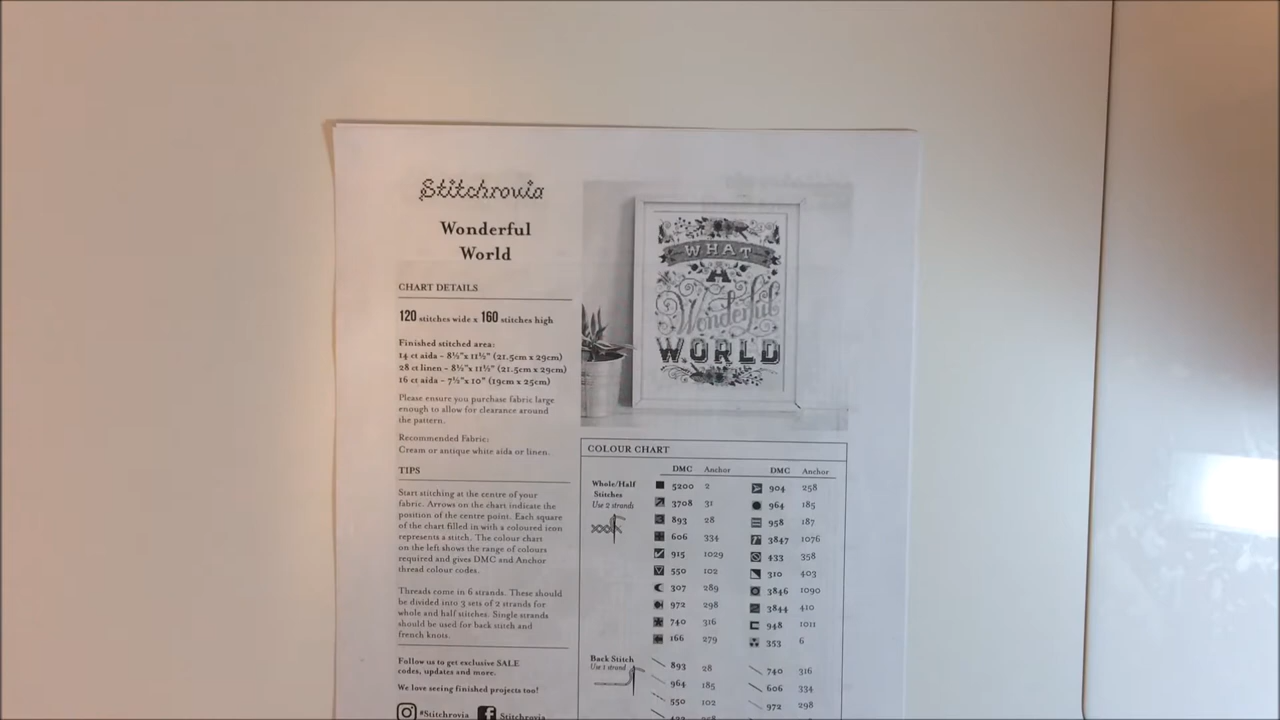 Stitchrovia
Wonderful
World
CHART DETAILS
120 stitches wide x 160 stitches high
Finished stitched area:
14 ct aida - 8½"x 11½" (21.5cm x 29cm)
28 ct linen - 8½"x 11½" (21.5cm x 29cm)
16 ct aida - 7½"x 10" (19cm x 25cm)
Please ensure you purchase fabric large
enough to allow for clearance around
the pattern.
Recommended Fabric:
Cream or antique white aida or linen.
TIPS
Start stitching at the centre of your
fabric. Arrows on the chart indicate the
position of the centre point. Each square
of the chart filled in with a coloured icon
represents a stitch. The colour chart
on the left shows the range of colours
required and gives DMC and Anchor
thread colour codes.
Threads come in 6 strands. These should
be divided into 3 sets of 2 strands for
whole and half stitches. Single strands
should be used for back stitch and
french knots.
Follow us to get exclusive SALE
codes, updates and more.
We love seeing finished projects too!
#Stitchrovia Stitchrovia
WHAT
A
Wonderful
WORLD
COLOUR CHART
DMC Anchor DMC Anchor
Whole/Half
Stitches
Use 2 strands
5200 2 904 258
3708 31 964 185
893 28 958 187
606 334 3847 1076
915 1029 433 358
550 102 310 403
307 289 3846 1090
972 298 3844 410
740 316 948 1011
166 279 353 6
Back Stitch
Use 1 strand
893 28 740 316
964 185 606 334
550 102 972 298